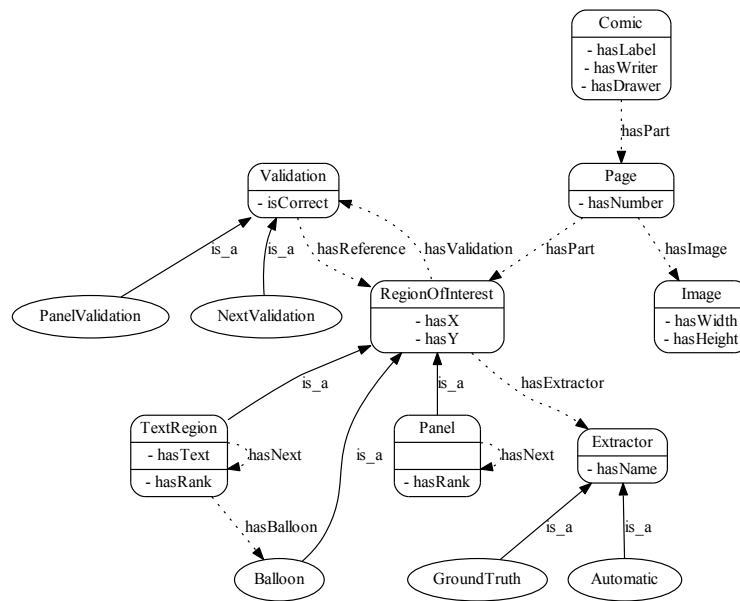 Comic
- hasLabel
- hasWriter
- hasDrawer
hasPart
Validation
- isCorrect
Page
- hasNumber
is_a
is_a
hasReference
hasValidation
hasPart
hasImage
PanelValidation
NextValidation
RegionOfInterest
- hasX
- hasY
Image
- hasWidth
- hasHeight
is_a
is_a
hasExtractor
TextRegion
- hasText
- hasRank
hasNext
is_a
Panel
- hasRank
hasNext
Extractor
- hasName
hasBalloon
is_a
is_a
Balloon
GroundTruth
Automatic